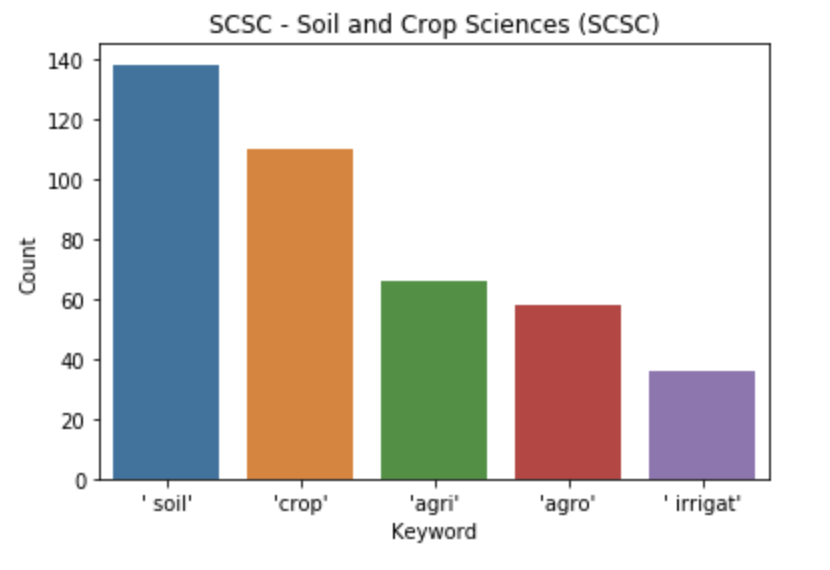 SCSC - Soil and Crop Sciences (SCSC)
140
120
100
80
60
40
20
0
Count
' soil' 'crop' 'agri' 'agro' ' irrigat'
Keyword